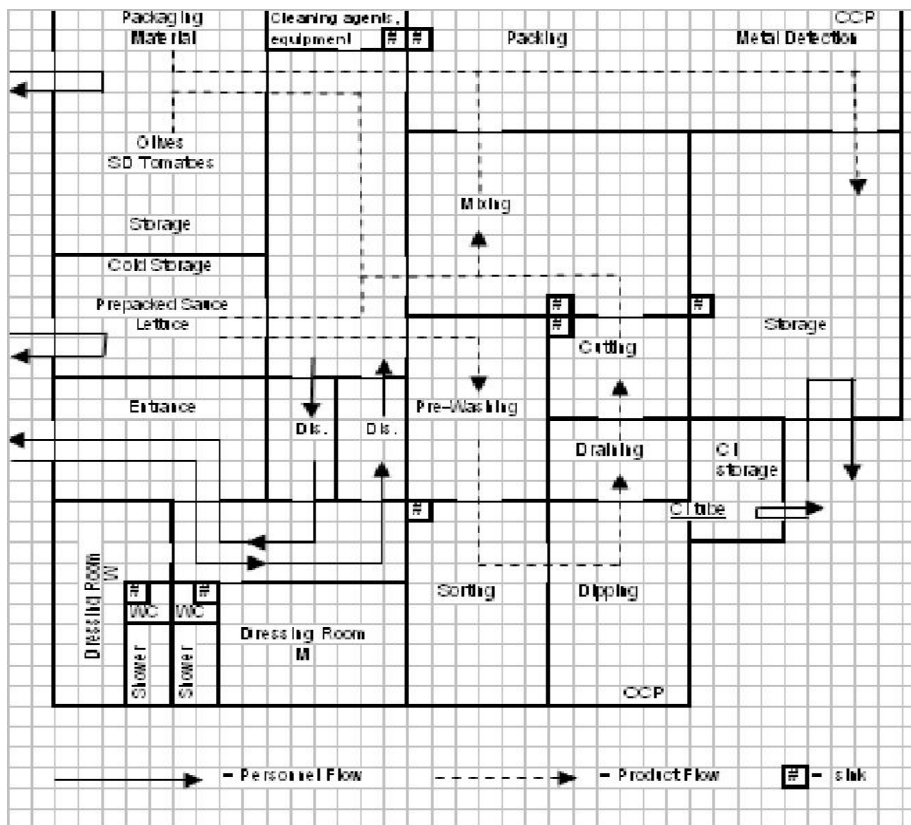 Packaging
Material
Cleaning agents,
equipment
#
#
Packing
CCP
Metal Detection
Olives
SD Tomatoes
Storage
Cold Storage
Prepacked Sauce
Lettuce
Mixing
#
#
#
Cutting
Storage
Entrance
Dis.
Dis.
Pre-Washing
Draining
Cl
storage
Cl tube
#
Dressing Room
W
#
#
WC
WC
Shower
Shower
Dressing Room
M
Sorting
Dipping
CCP
- Personnel Flow
- Product Flow
# - sink